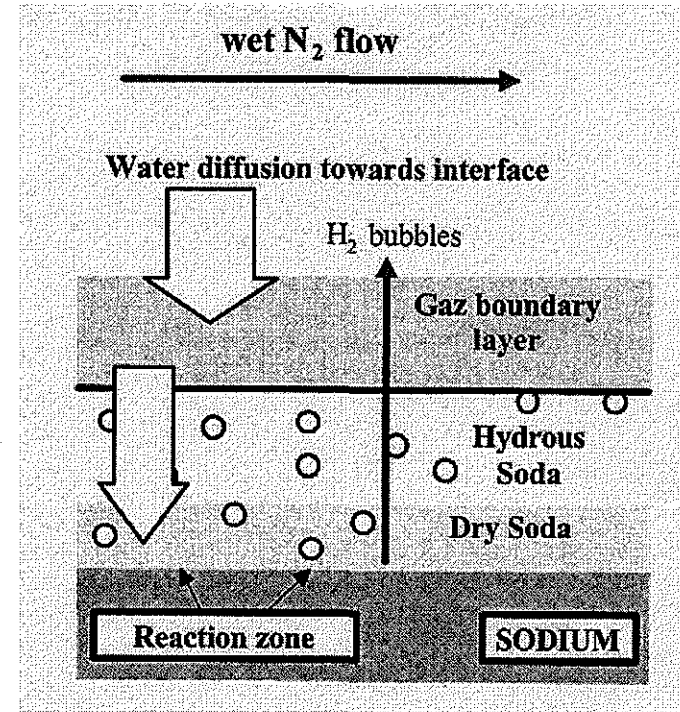 wet N₂ flow
Water diffusion towards interface
H₂ bubbles
Gaz boundary
layer
Hydrous
Soda
Dry Soda
Reaction zone
SODIUM